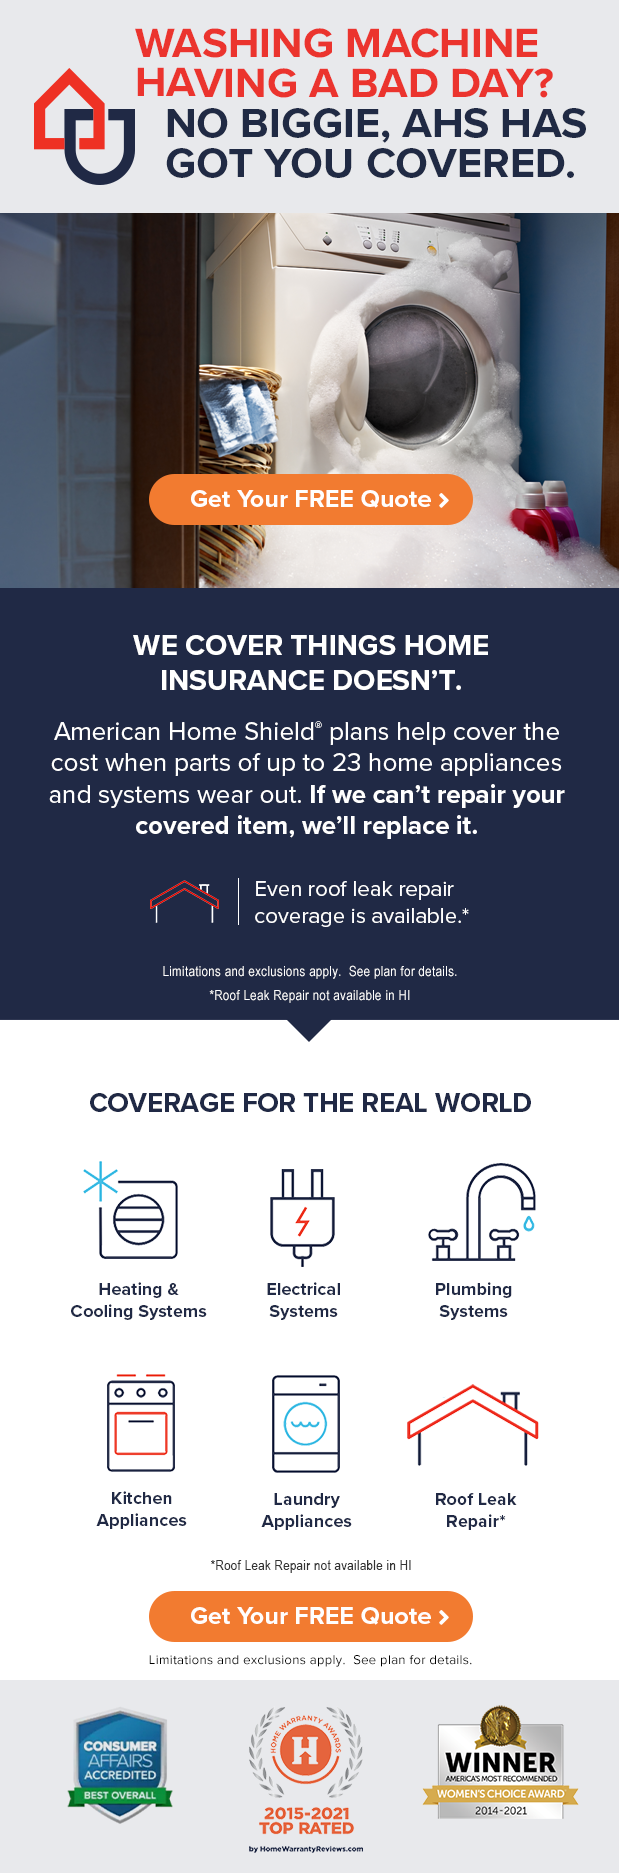 WASHING MACHINE
HAVING A BAD DAY?
NO BIGGIE, AHS HAS
GOT YOU COVERED.
Get Your FREE Quote
WE COVER THINGS HOME
INSURANCE DOESN'T.
American Home Shield® plans help cover the
cost when parts of up to 23 home appliances
and systems wear out. If we can't repair your
covered item, we'll replace it.
Even roof leak repair
coverage is available.*
Limitations and exclusions apply. See plan for details.
*Roof Leak Repair not available in HI
COVERAGE FOR THE REAL WORLD
Heating &
Cooling Systems
Electrical
Systems
Plumbing
Systems
Kitchen
Appliances
Laundry
Appliances
Roof Leak
Repair*
*Roof Leak Repair not available in HI
Get Your FREE Quote
Limitations and exclusions apply. See plan for details.
CONSUMER
AFFAIRS
ACCREDITED
BEST OVERALL
HOME WARRANTY AWARDS
H
2015-2021
TOP RATED
by HomeWarrantyReviews.com
WINNER
AMERICA'S MOST RECOMMENDED
WOMEN'S CHOICE AWARD
2014-2021